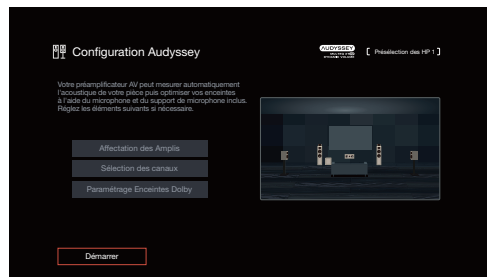 Configuration Audyssey
AUDYSSEY
[ Présélection des HP 1 ]
Votre préamplificateur AV peut mesurer automatiquement
l'acoustique de votre pièce puis optimiser vos enceintes
à l'aide du microphone et du support de microphone inclus.
Réglez les éléments suivants si nécessaire.
Affectation des Amplis
Sélection des canaux
Paramétrage Enceintes Dolby
Démarrer